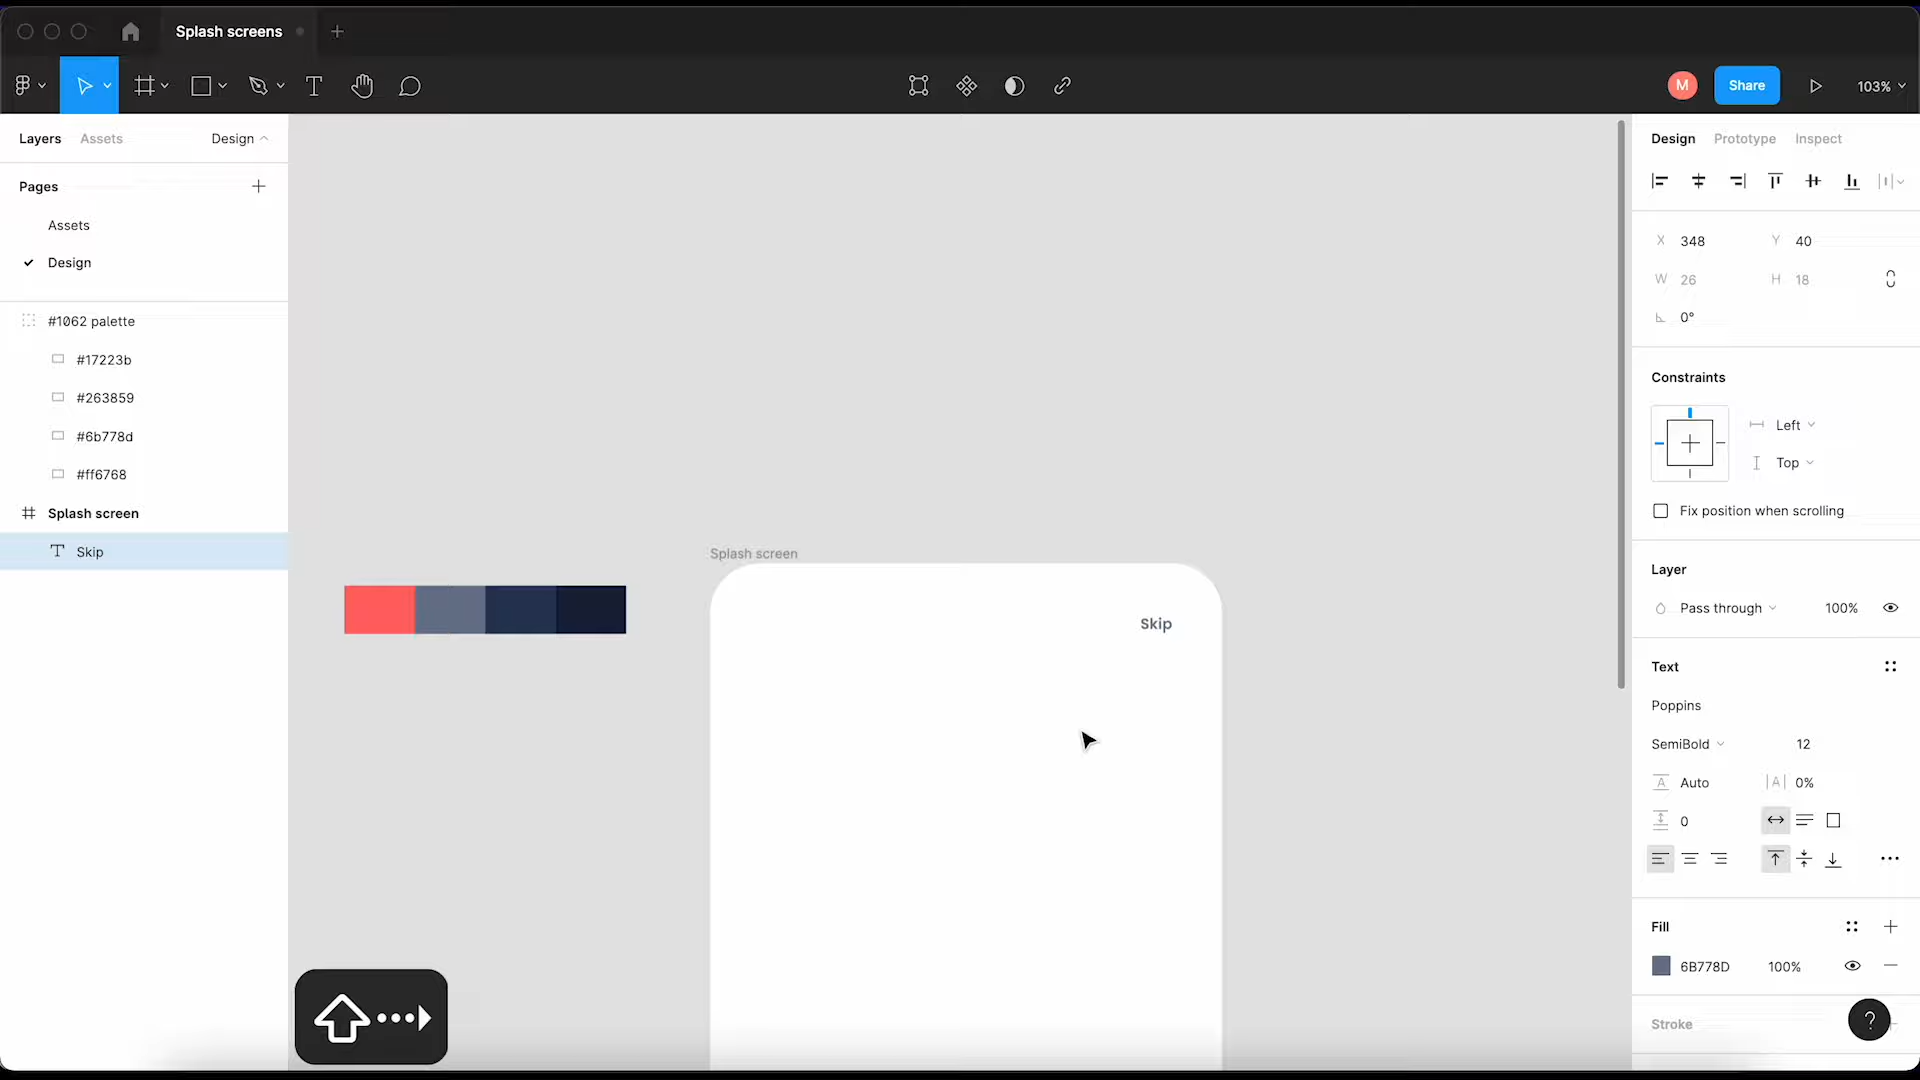 Splash screens
M
Share
103%
Layers
Assets
Design
Pages
Assets
Design
#1062 palette
#17223b
#263859
#6b778d
#ff6768
Splash screen
Skip
Splash screen
Skip
Design
Prototype
Inspect
X 348
Y 40
W 26
H 18
0°
Constraints
Left
Top
Fix position when scrolling
Layer
Pass through
100%
Text
Poppins
SemiBold
12
A Auto
|A| 0%
0
Fill
6B778D
100%
Stroke
?